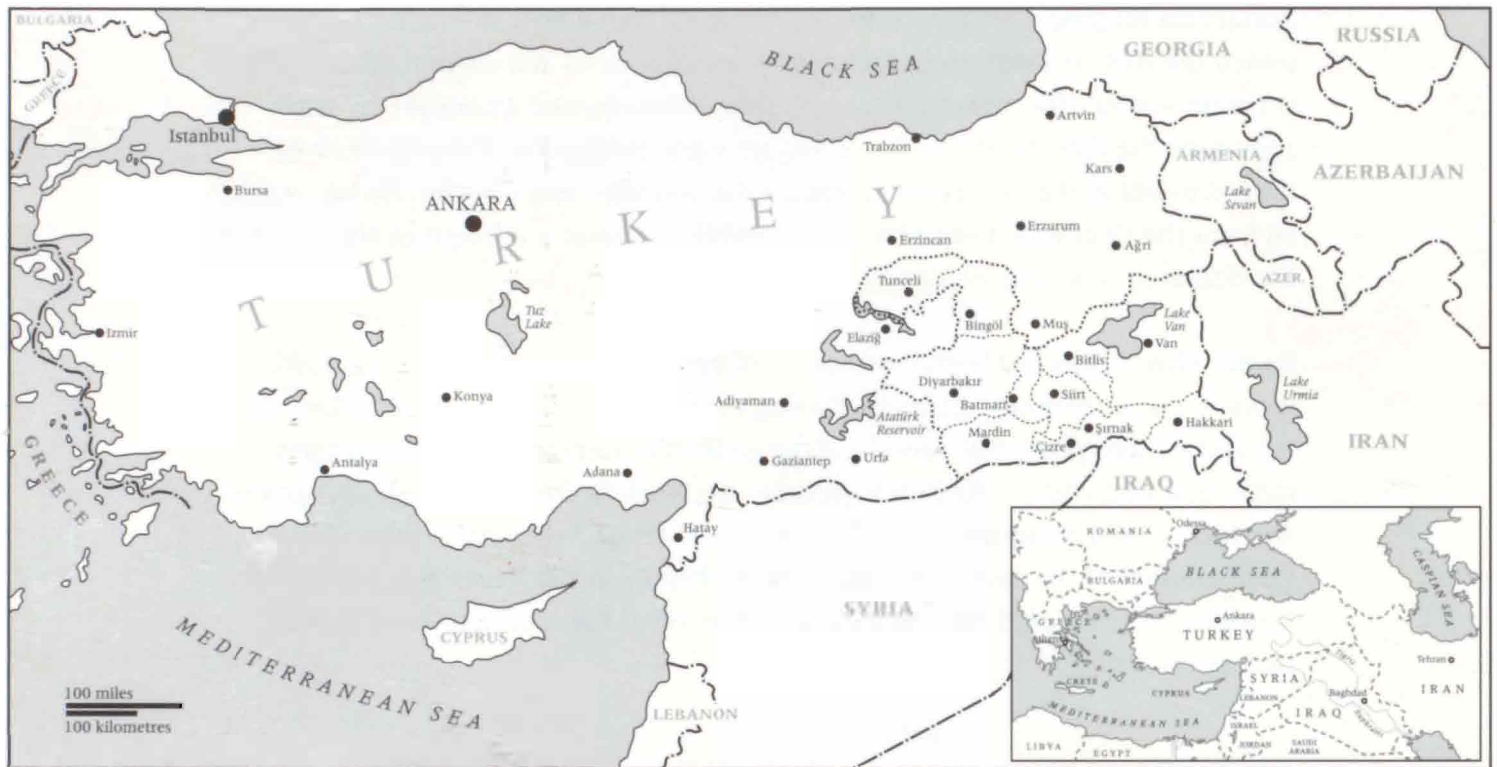 BULGARIA
GREECE
BLACK SEA
GEORGIA
RUSSIA
Istanbul
Artvin
Trabzon
ARMENIA
Kars
Lake
Sevan
AZERBAIJAN
Bursa
ANKARA
TURKEY
Erzincan
Erzurum
Ağri
AZER.
Tunceli
Tuz
Lake
Izmir
Elaziğ
Bingöl
Muş
Lake
Van
Van
Bitlis
Lake
Urmia
Konya
Adiyaman
Diyarbakır
Batman
Siirt
Atatürk
Reservoir
Mardin
Cizre
Şırnak
Hakkari
IRAN
GREECE
Antalya
Adana
Gaziantep
Urfa
IRAQ
Hatay
SYRIA
CYPRUS
MEDITERRANEAN SEA
LEBANON
100 miles
100 kilometres
ROMANIA
Odessa
BULGARIA
BLACK SEA
CASPIAN SEA
GREECE
Athens
Ankara
TURKEY
Tigris
Tehran
CRETE
CYPRUS
SYRIA
LEBANON
Baghdad
IRAN
MEDITERRANEAN SEA
ISRAEL
IRAQ
Euphrates
LIBYA
EGYPT
JORDAN
SAUDI
ARABIA